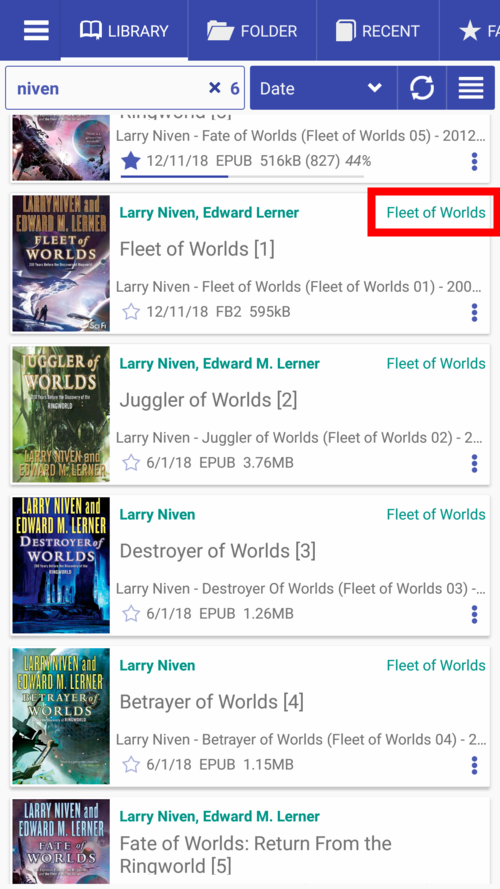 LIBRARY
FOLDER
RECENT
FA
niven
6
Date
Ringworld [5]
Larry Niven - Fate of Worlds (Fleet of Worlds 05) - 2012...
12/11/18 EPUB 516kB (827) 44%
LARRY NIVEN and
EDWARD M. LERNER
FLEET of
WORLDS
200 Years Before the Discovery of the Ringworld
SciFi
Larry Niven, Edward Lerner
Fleet of Worlds
Fleet of Worlds [1]
Larry Niven - Fleet of Worlds (Fleet of Worlds 01) - 200...
12/11/18 FB2 595kB
JUGGLER of
WORLDS
200 Years Before the Discovery of the
RINGWORLD
LARRY NIVEN and
EDWARD M. LERNER
Larry Niven, Edward M. Lerner
Fleet of Worlds
Juggler of Worlds [2]
Larry Niven - Juggler of Worlds (Fleet of Worlds 02) - 2...
6/1/18 EPUB 3.76MB
LARRY NIVEN and
EDWARD M. LERNER
DESTROYER of
WORLDS
200 Years Before the Discovery of the
RINGWORLD
Larry Niven
Fleet of Worlds
Destroyer of Worlds [3]
Larry Niven - Destroyer Of Worlds (Fleet of Worlds 03) -...
6/1/18 EPUB 1.26MB
LARRY NIVEN and
EDWARD M. LERNER
BETRAYER of
WORLDS
Larry Niven
Fleet of Worlds
Betrayer of Worlds [4]
Larry Niven - Betrayer of Worlds (Fleet of Worlds 04) - 2...
6/1/18 EPUB 1.15MB
LARRY NIVEN and
EDWARD M. LERNER
FATE of
WORLDS
Larry Niven, Edward M. Lerner
Fate of Worlds: Return From the
Ringworld [5]